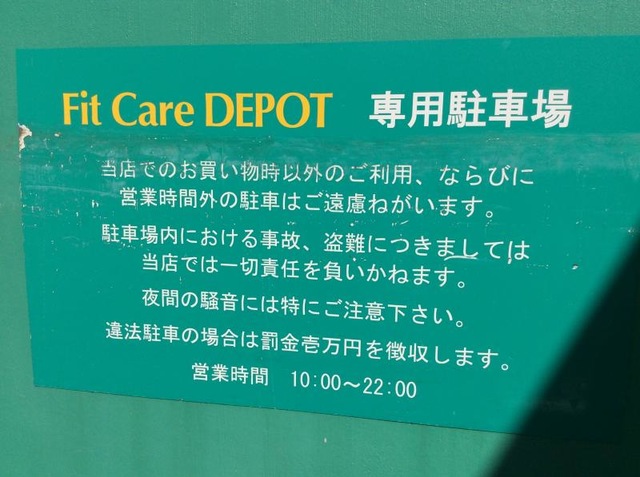 Fit Care DEPOT 専用駐車場
当店でのお買い物時以外のご利用、ならびに
営業時間外の駐車はご遠慮ねがいます。
駐車場内における事故、盗難につきましては
当店では一切責任を負いかねます。
夜間の騒音には特にご注意下さい。
違法駐車の場合は罰金壱万円を徴収します。
営業時間 10:00〜22:00